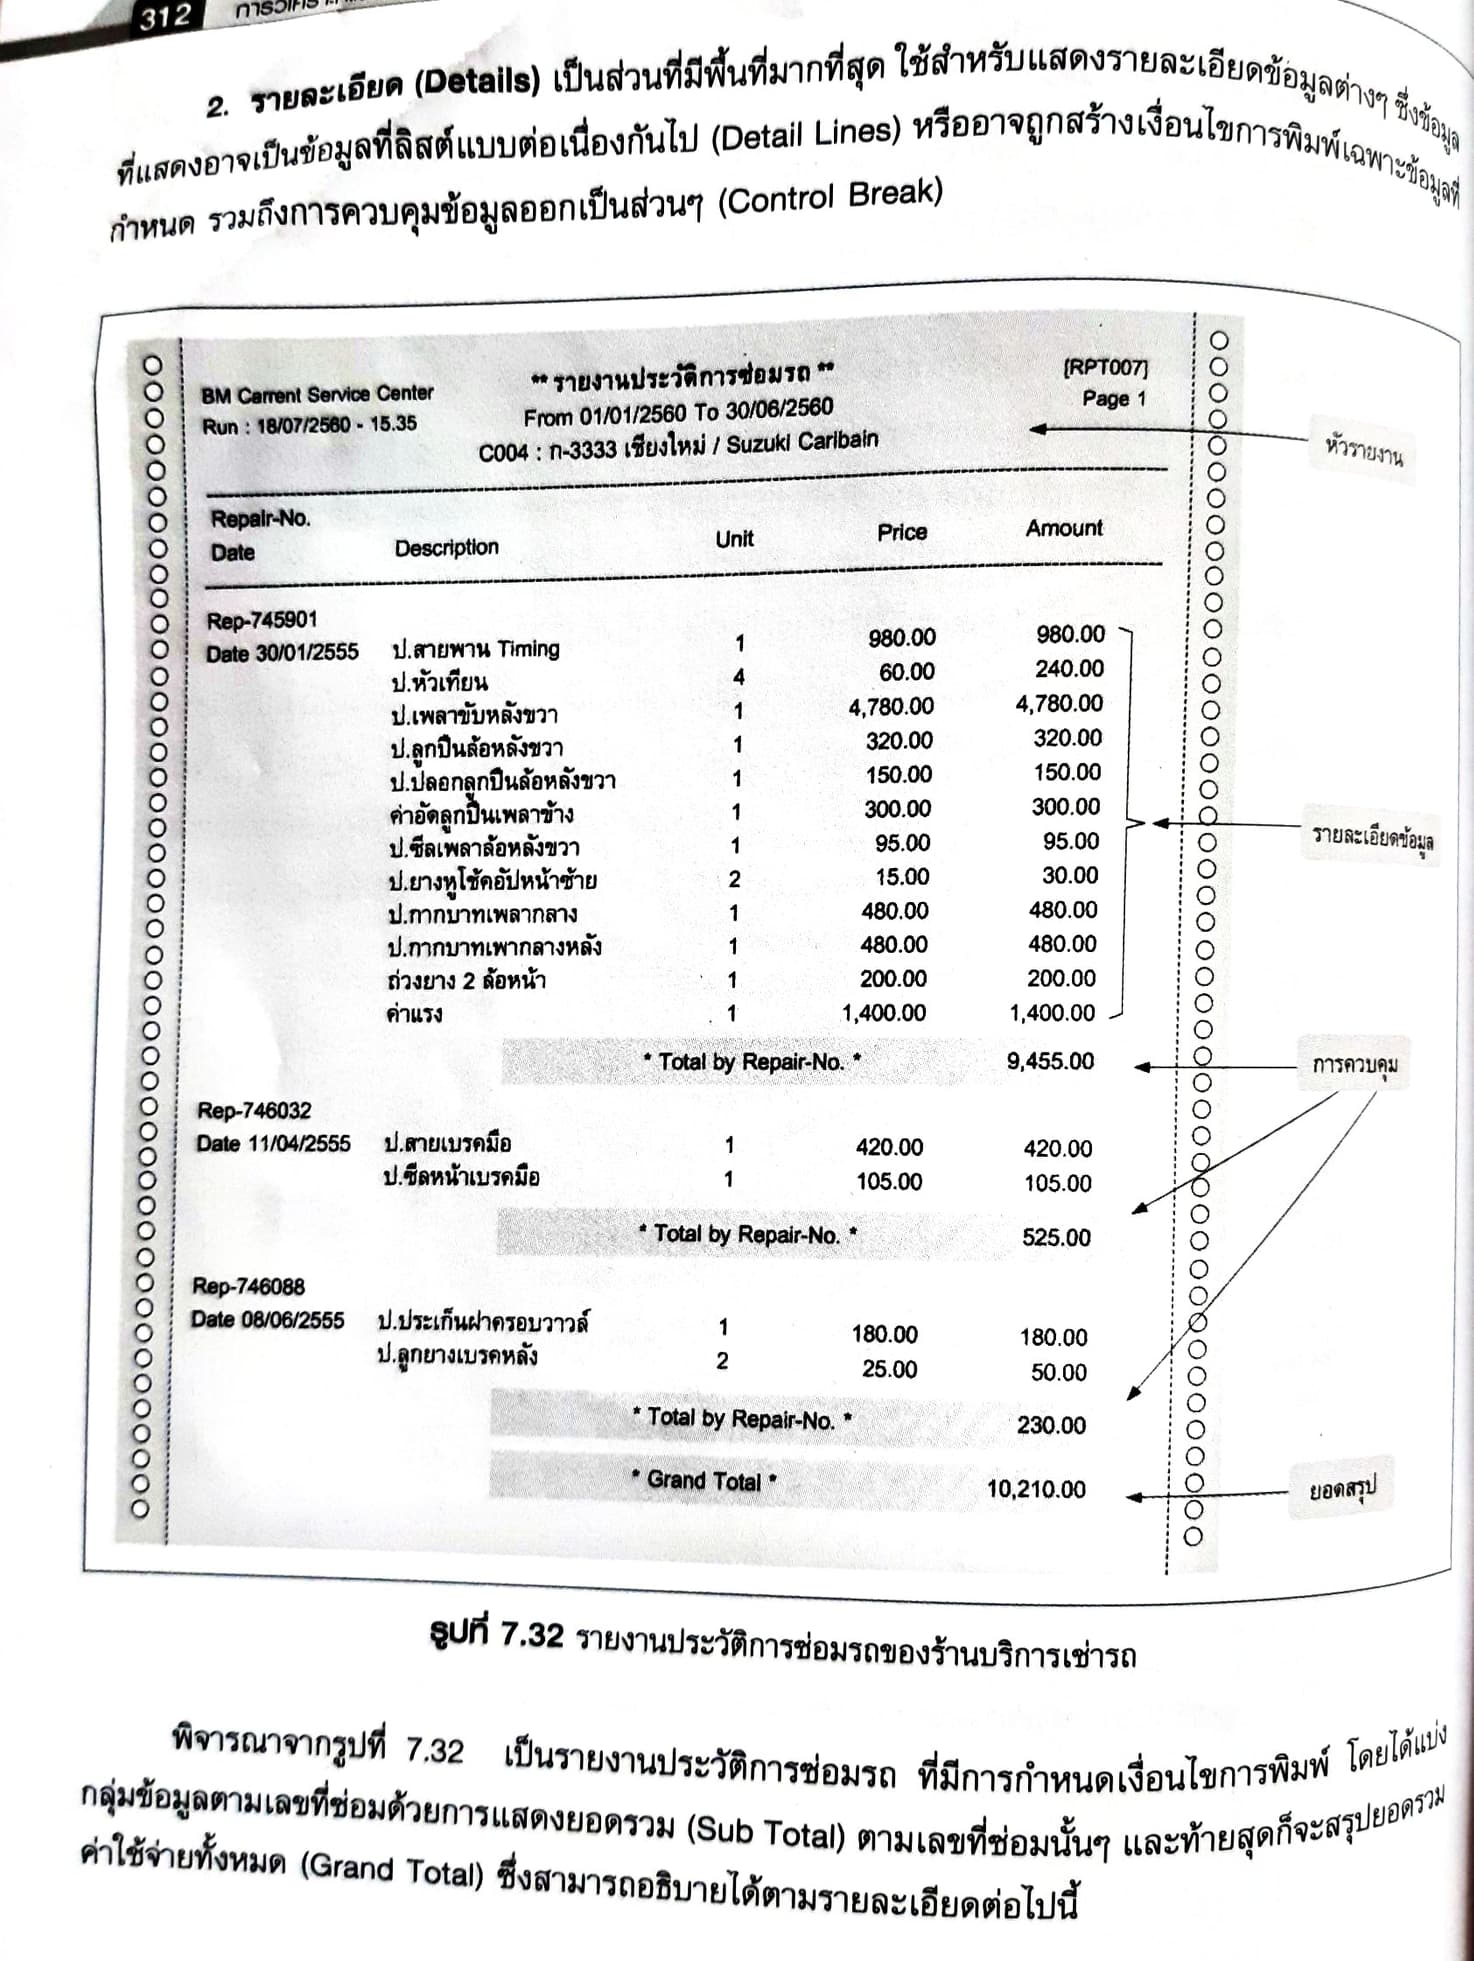 312
2. รายละเอียด (Details) เป็นส่วนที่มีพื้นที่มากที่สุด ใช้สำหรับแสดงรายละเอียดข้อมูลต่างๆ ซึ่งข้อมูล
ที่แสดงอาจเป็นข้อมูลที่ลิสต์แบบต่อเนื่องกันไป (Detail Lines) หรืออาจถูกสร้างเงื่อนไขการพิมพ์เฉพาะข้อมูลที่
กำหนด รวมถึงการควบคุมข้อมูลออกเป็นส่วนๆ (Control Break)
BM Carrent Service Center ** รายงานประวัติการซ่อมรถ ** [RPT007]
Run : 18/07/2560 - 15.35 From 01/01/2560 To 30/06/2560 Page 1
C004 : ก-3333 เชียงใหม่ / Suzuki Caribain
หัวรายงาน
Repair-No.
Date Description Unit Price Amount
Rep-745901
Date 30/01/2555 ป.สายพาน Timing 1 980.00 980.00
ป.หัวเทียน 4 60.00 240.00
ป.เพลาขับหลังขวา 1 4,780.00 4,780.00
ป.ลูกปืนล้อหลังขวา 1 320.00 320.00
ป.ปลอกลูกปืนล้อหลังขวา 1 150.00 150.00
ค่าอัดลูกปืนเพลาข้าง 1 300.00 300.00
ป.ซีลเพลาล้อหลังขวา 1 95.00 95.00
รายละเอียดข้อมูล
ป.ยางหูโช้คอัปหน้าซ้าย 2 15.00 30.00
ป.กากบาทเพลากลาง 1 480.00 480.00
ป.กากบาทเพากลางหลัง 1 480.00 480.00
ถ่วงยาง 2 ล้อหน้า 1 200.00 200.00
ค่าแรง 1 1,400.00 1,400.00
* Total by Repair-No. * 9,455.00
การควบคุม
Rep-746032
Date 11/04/2555 ป.สายเบรคมือ 1 420.00 420.00
ป.ซีลหน้าเบรคมือ 1 105.00 105.00
* Total by Repair-No. * 525.00
Rep-746088
Date 08/06/2555 ป.ประเก็นฝาครอบวาวล์ 1 180.00 180.00
ป.ลูกยางเบรคหลัง 2 25.00 50.00
* Total by Repair-No. * 230.00
* Grand Total * 10,210.00
ยอดสรุป
รูปที่ 7.32 รายงานประวัติการซ่อมรถของร้านบริการเช่ารถ
พิจารณาจากรูปที่ 7.32 เป็นรายงานประวัติการซ่อมรถ ที่มีการกำหนดเงื่อนไขการพิมพ์ โดยได้แบ่ง
กลุ่มข้อมูลตามเลขที่ซ่อมด้วยการแสดงยอดรวม (Sub Total) ตามเลขที่ซ่อมนั้นๆ และท้ายสุดก็จะสรุปยอดรวม
ค่าใช้จ่ายทั้งหมด (Grand Total) ซึ่งสามารถอธิบายได้ตามรายละเอียดต่อไปนี้